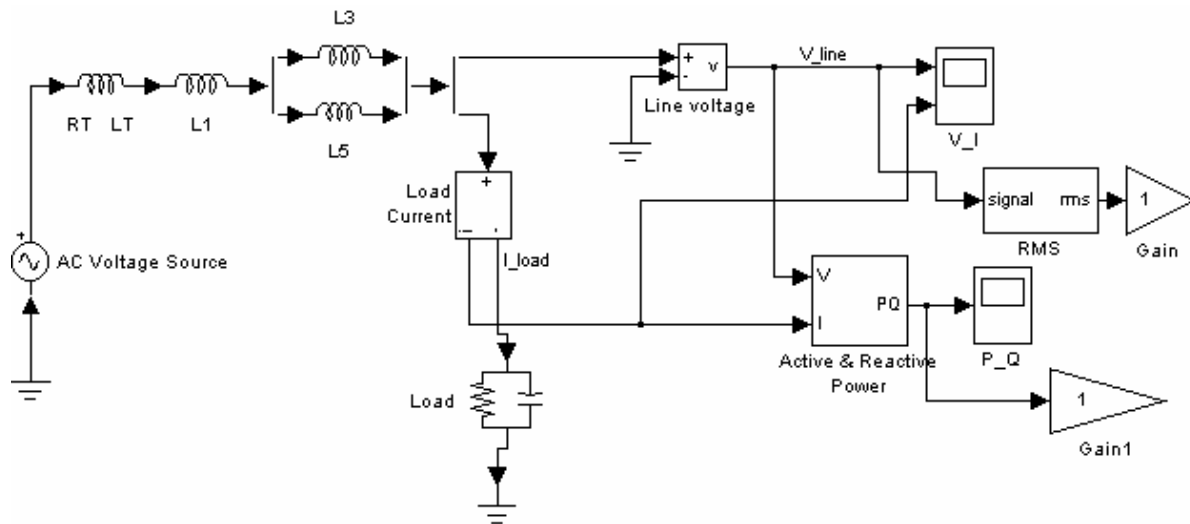 L3
+
-
v
V_line
Line voltage
RT LT
L1
L5
V_I
Load
Current
+
signal rms
1
RMS
Gain
+
AC Voltage Source
I_load
V
PQ
I
Active & Reactive
Power
P_Q
Load
1
Gain1